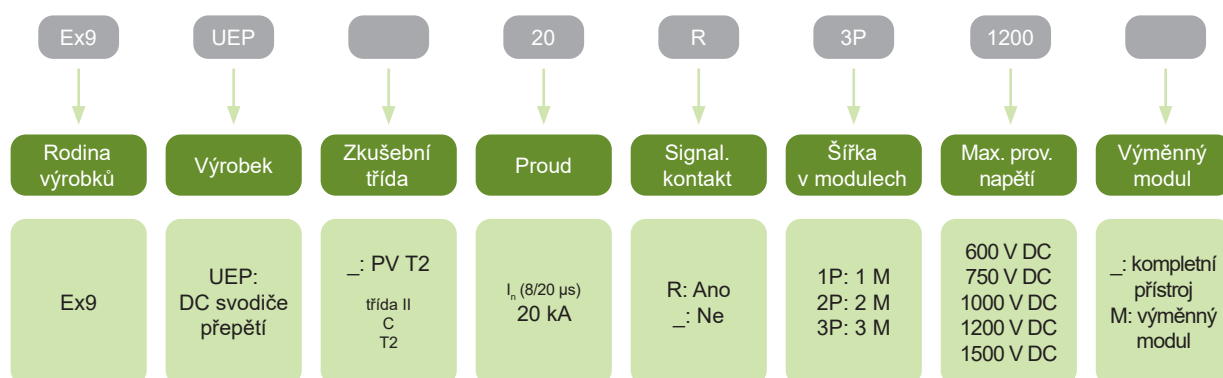 Ex9
UEP
20
R
3P
1200
Rodina
výrobků
Výrobek
Zkušební
třída
Proud
Signal.
kontakt
Šířka
v modulech
Max. prov.
napětí
Výměnný
modul
Ex9
UEP:
DC svodiče
přepětí
_: PV T2
třída II
C
T2
In (8/20 µs)
20 kA
R: Ano
_: Ne
1P: 1 M
2P: 2 M
3P: 3 M
600 V DC
750 V DC
1000 V DC
1200 V DC
1500 V DC
_: kompletní
přístroj
M: výměnný
modul